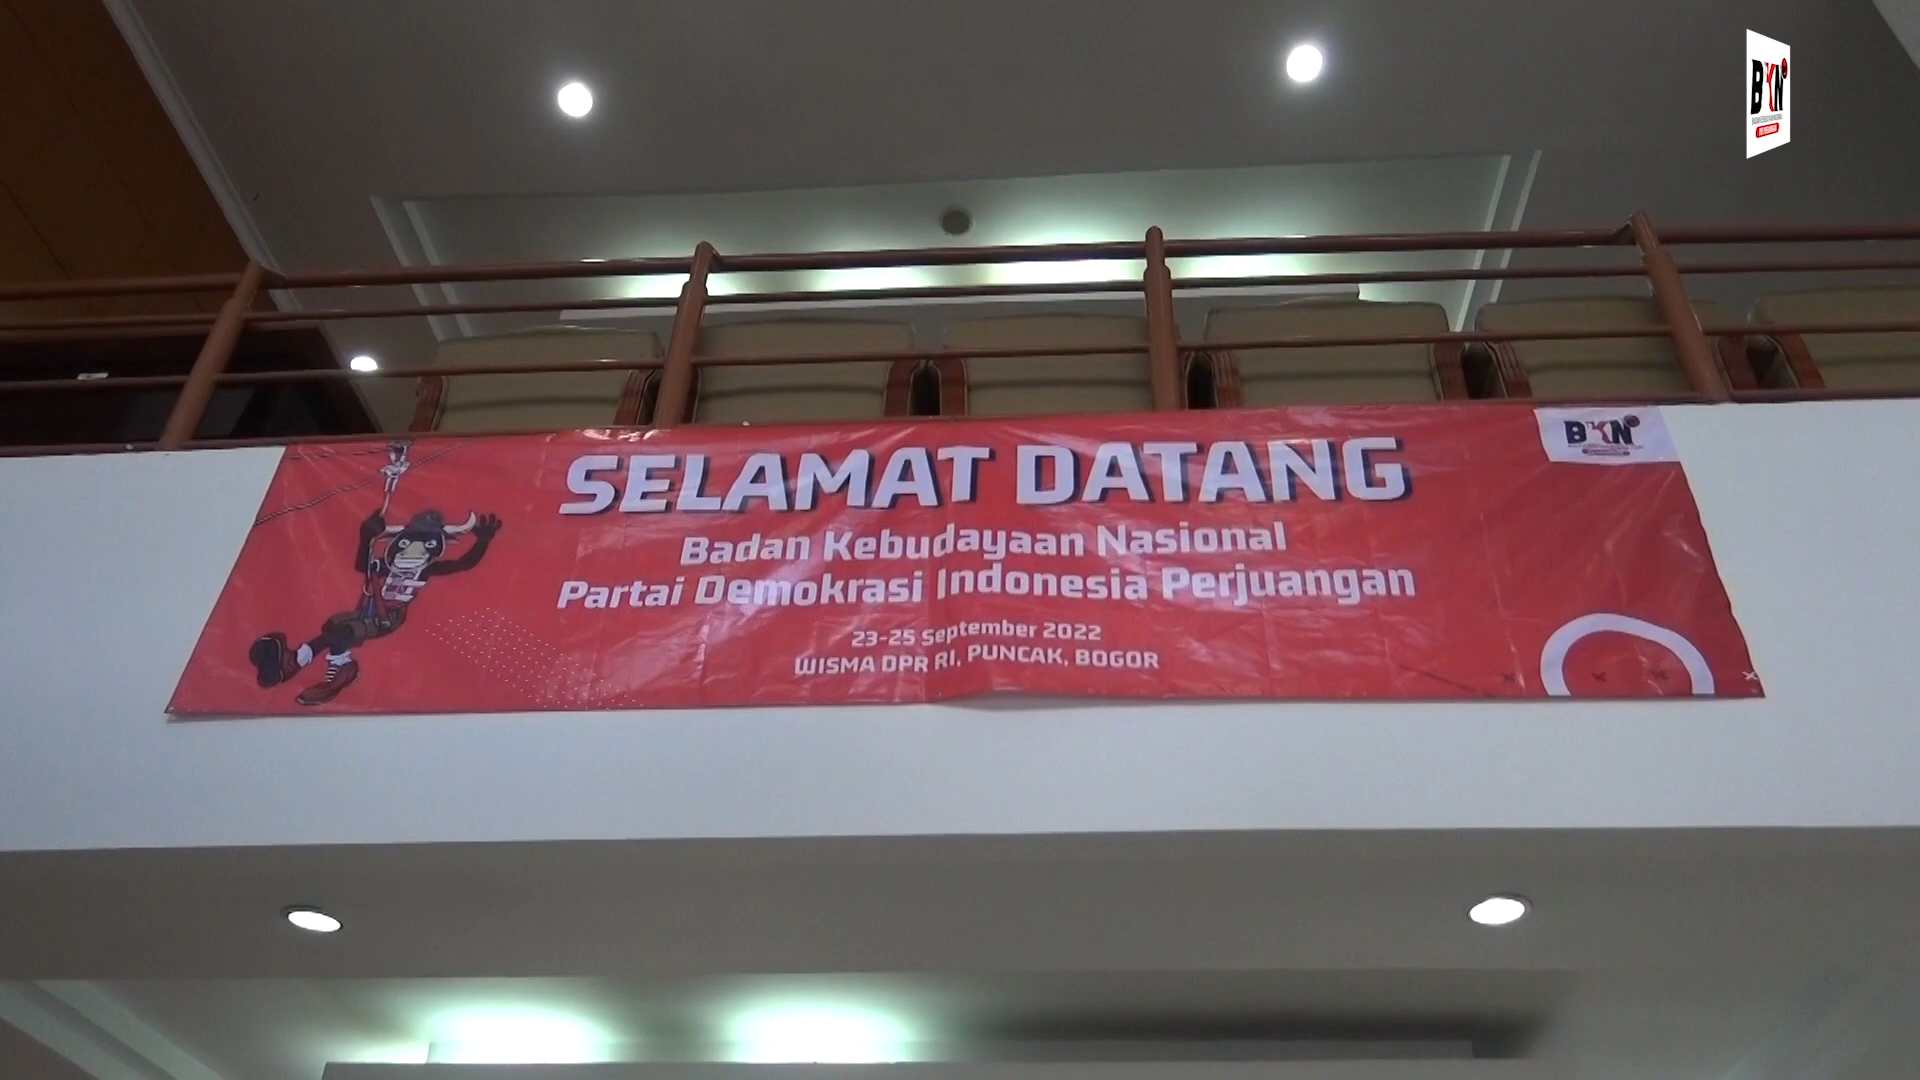 BKN
SELAMAT DATANG
BKN
Badan Kebudayaan Nasional
Partai Demokrasi Indonesia Perjuangan
23-25 September 2022
WISMA DPR RI, PUNCAK, BOGOR